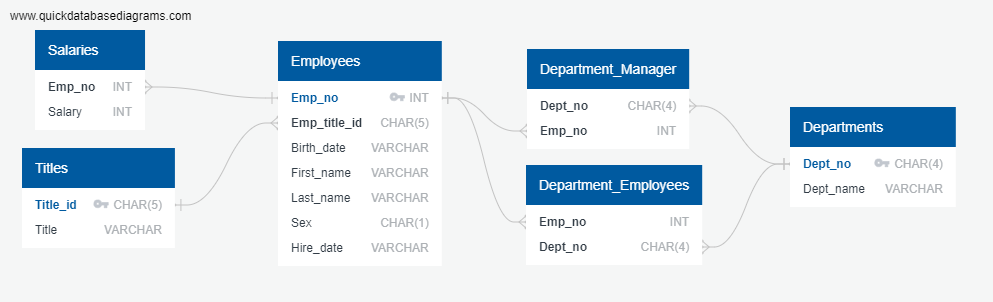 www.quickdatabasediagrams.com
Salaries
Emp_no INT
Salary INT
Titles
Title_id CHAR(5)
Title VARCHAR
Employees
Emp_no INT
Emp_title_id CHAR(5)
Birth_date VARCHAR
First_name VARCHAR
Last_name VARCHAR
Sex CHAR(1)
Hire_date VARCHAR
Department_Manager
Dept_no CHAR(4)
Emp_no INT
Department_Employees
Emp_no INT
Dept_no CHAR(4)
Departments
Dept_no CHAR(4)
Dept_name VARCHAR